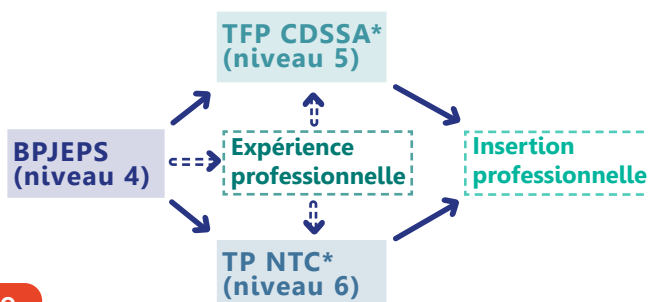 TFP CDSSA*
(niveau 5)
BPJEPS
(niveau 4)
Expérience
professionnelle
Insertion
professionnelle
TP NTC*
(niveau 6)